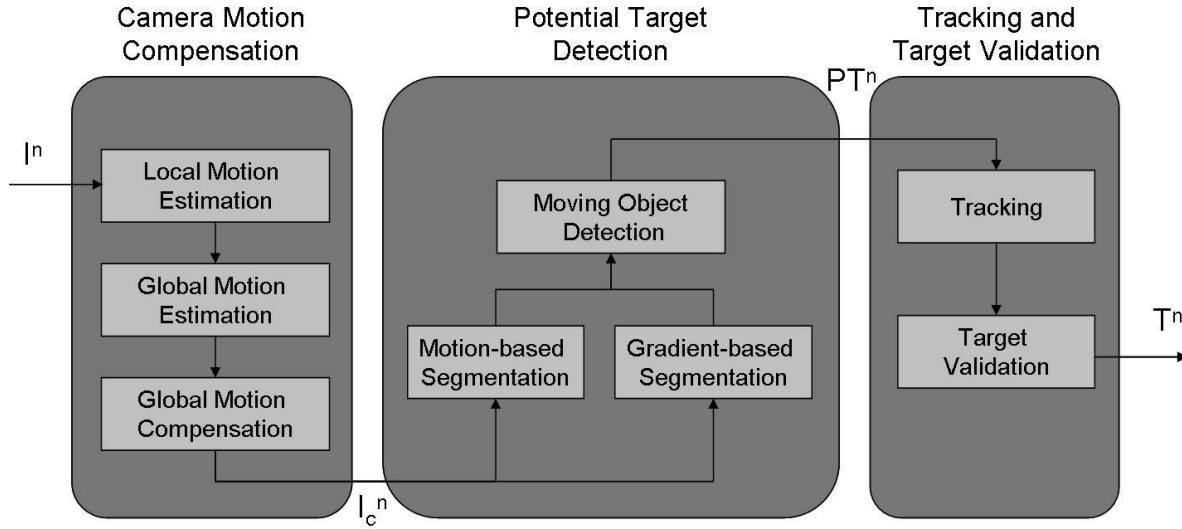 Camera Motion
Compensation
Potential Target
Detection
Tracking and
Target Validation
Iⁿ
Local Motion
Estimation
Global Motion
Estimation
Global Motion
Compensation
I_cⁿ
Moving Object
Detection
Motion-based
Segmentation
Gradient-based
Segmentation
PTⁿ
Tracking
Target
Validation
Tⁿ